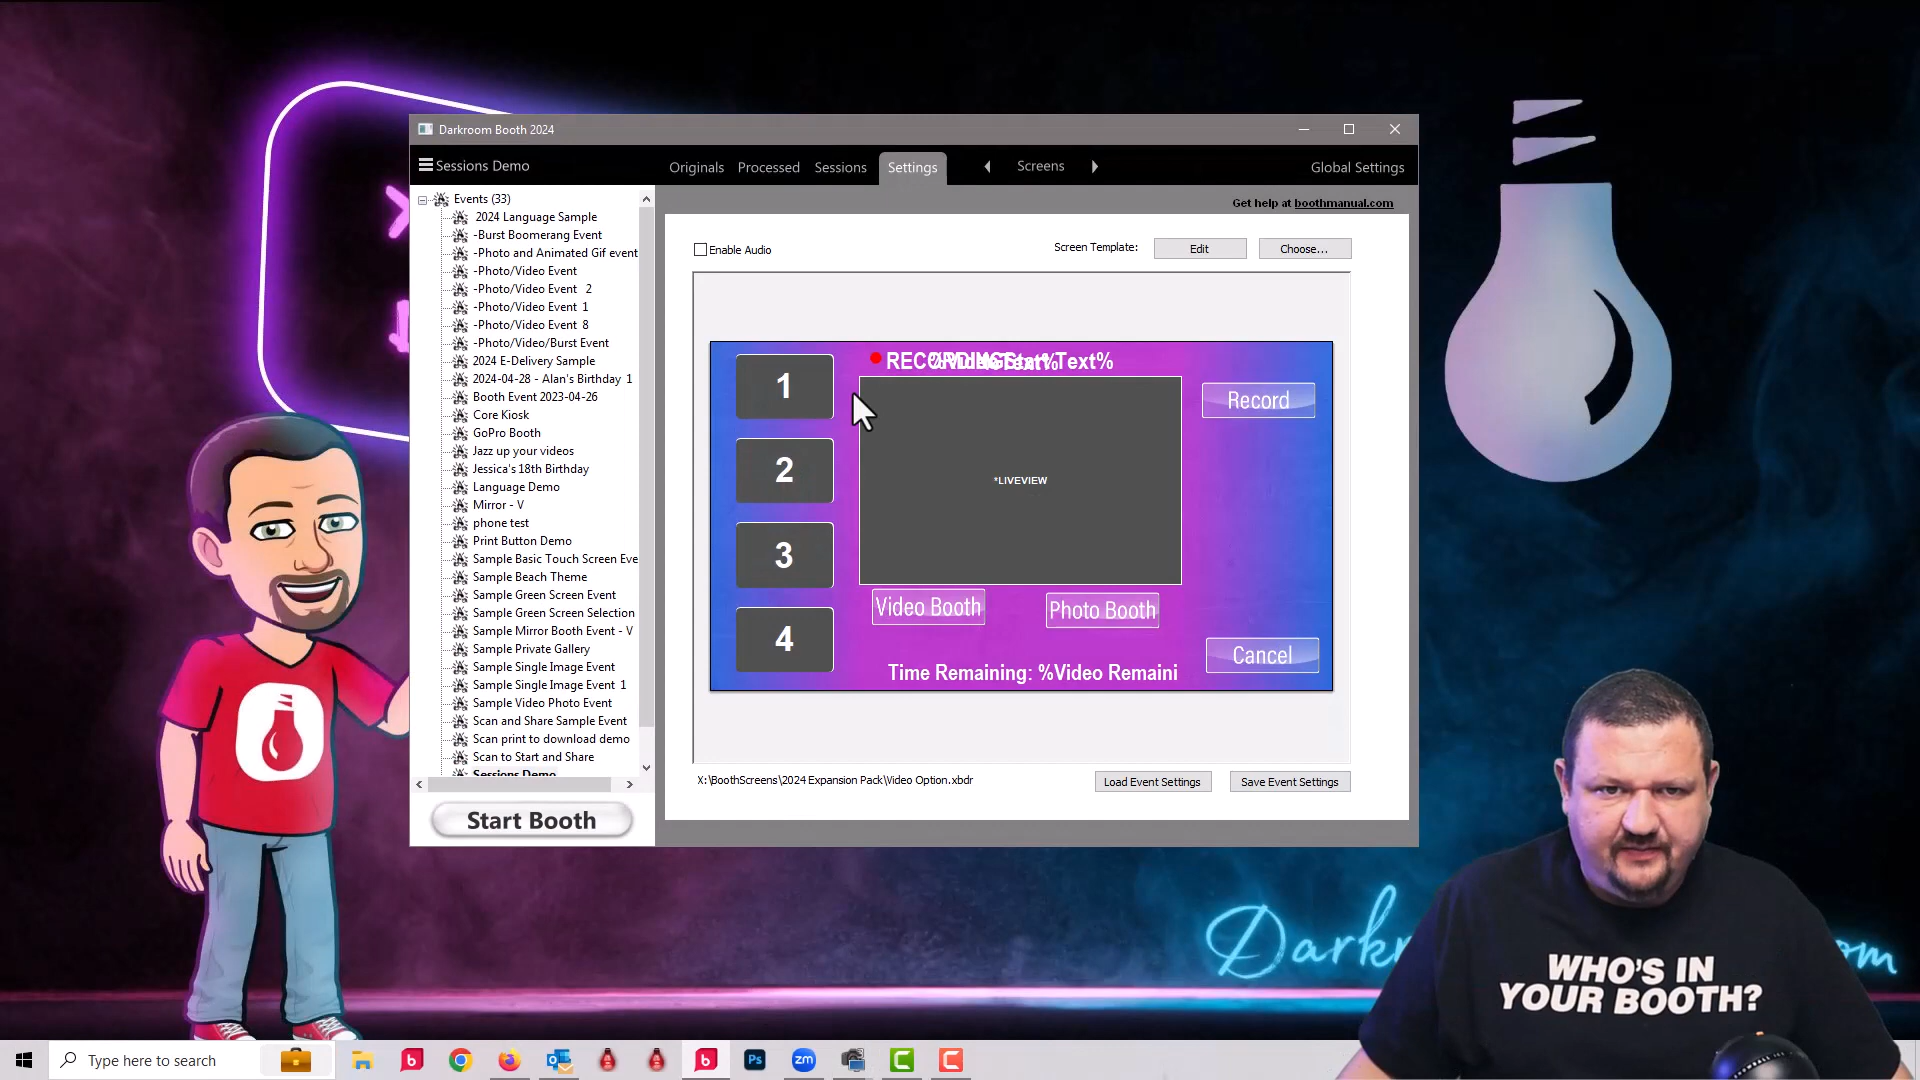 Darkroom Booth 2024
Sessions Demo
Originals
Processed
Sessions
Settings
Screens
Global Settings
Get help at boothmanual.com
Events (33)
2024 Language Sample
-Burst Boomerang Event
-Photo and Animated Gif event
-Photo/Video Event
-Photo/Video Event 2
-Photo/Video Event 1
-Photo/Video Event 8
-Photo/Video/Burst Event
2024 E-Delivery Sample
2024-04-28 - Alan's Birthday 1
Booth Event 2023-04-26
Core Kiosk
GoPro Booth
Jazz up your videos
Jessica's 18th Birthday
Language Demo
Mirror - V
phone test
Print Button Demo
Sample Basic Touch Screen Eve
Sample Beach Theme
Sample Green Screen Event
Sample Green Screen Selection
Sample Mirror Booth Event - V
Sample Private Gallery
Sample Single Image Event
Sample Single Image Event 1
Sample Video Photo Event
Scan and Share Sample Event
Scan print to download demo
Scan to Start and Share
Sessions Demo
Start Booth
Enable Audio
Screen Template:
Edit
Choose...
1
2
3
4
Text%
*LIVEVIEW
Record
Video Booth
Photo Booth
Cancel
Time Remaining: %Video Remaini
X:\BoothScreens\2024 Expansion Pack\Video Option.xbdr
Load Event Settings
Save Event Settings
WHO'S IN
YOUR BOOTH?
Type here to search
b
b
Ps
zm